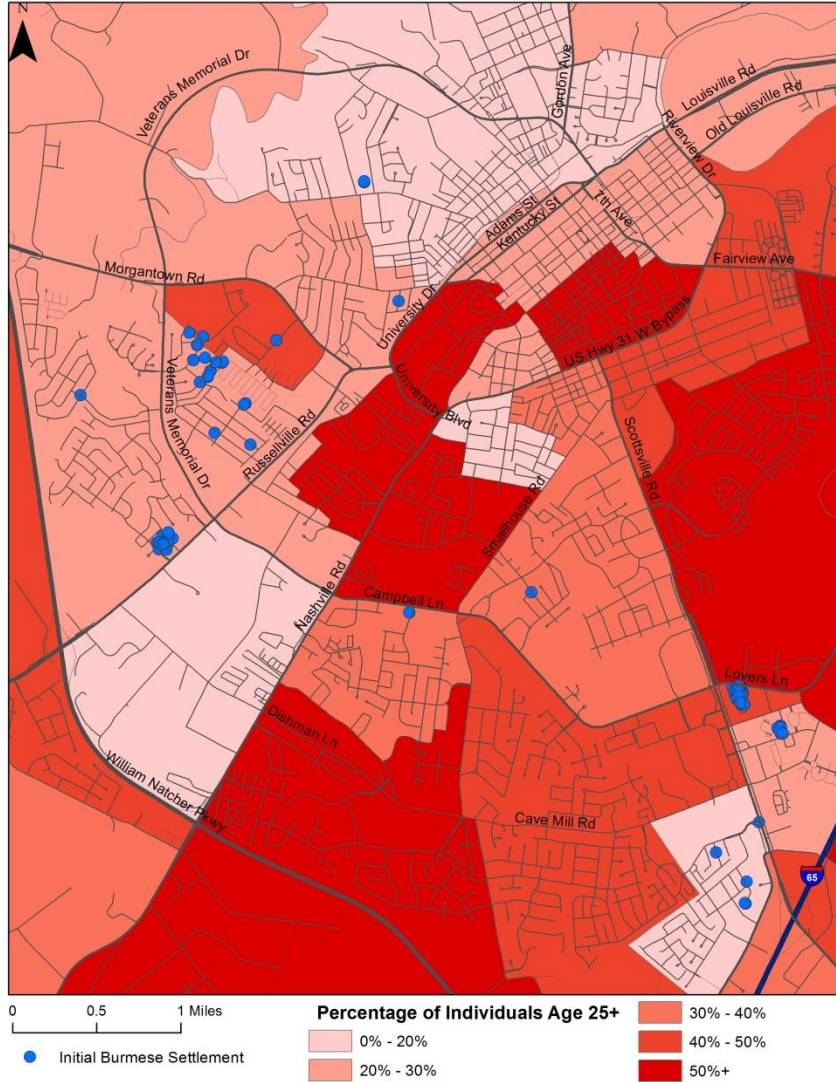 N
Veterans Memorial Dr
Gordon Ave
Louisville Rd
Old Louisville Rd
Riverview Dr
Adams St
Kentucky St
7th Ave
Morgantown Rd
Fairview Ave
University Dr
US Hwy 31 W Bypass
University Blvd
Veterans Memorial Dr
Russellville Rd
Scottsville Rd
Smallhouse Rd
Nashville Rd
Campbell Ln
Lovers Ln
Dishman Ln
William Natcher Pkwy
Cave Mill Rd
65
0 0.5 1 Miles
Initial Burmese Settlement
Percentage of Individuals Age 25+
0% - 20%
20% - 30%
30% - 40%
40% - 50%
50%+